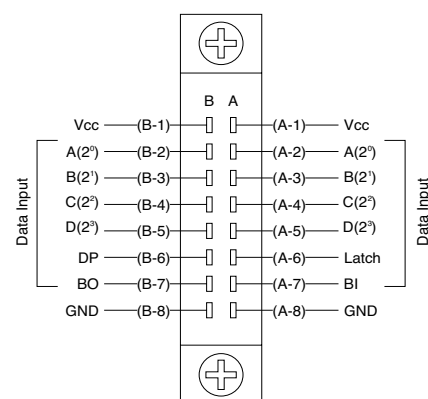 B A
Vcc (B-1) (A-1) Vcc
A(2⁰) (B-2) (A-2) A(2⁰)
B(2¹) (B-3) (A-3) B(2¹)
C(2²) (B-4) (A-4) C(2²)
D(2³) (B-5) (A-5) D(2³)
DP (B-6) (A-6) Latch
BO (B-7) (A-7) BI
GND (B-8) (A-8) GND
Data Input
Data Input